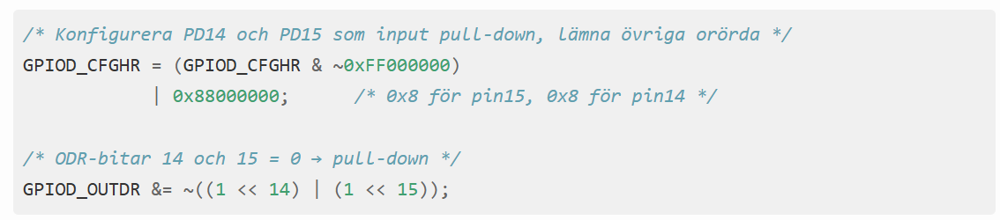 /* Konfigurera PD14 och PD15 som input pull-down, lämna övriga orörda */
GPIOD_CFGHR = (GPIOD_CFGHR & ~0xFF000000)
            | 0x88000000;      /* 0x8 för pin15, 0x8 för pin14 */
/* ODR-bitar 14 och 15 = 0 → pull-down */
GPIOD_OUTDR &= ~((1 << 14) | (1 << 15));